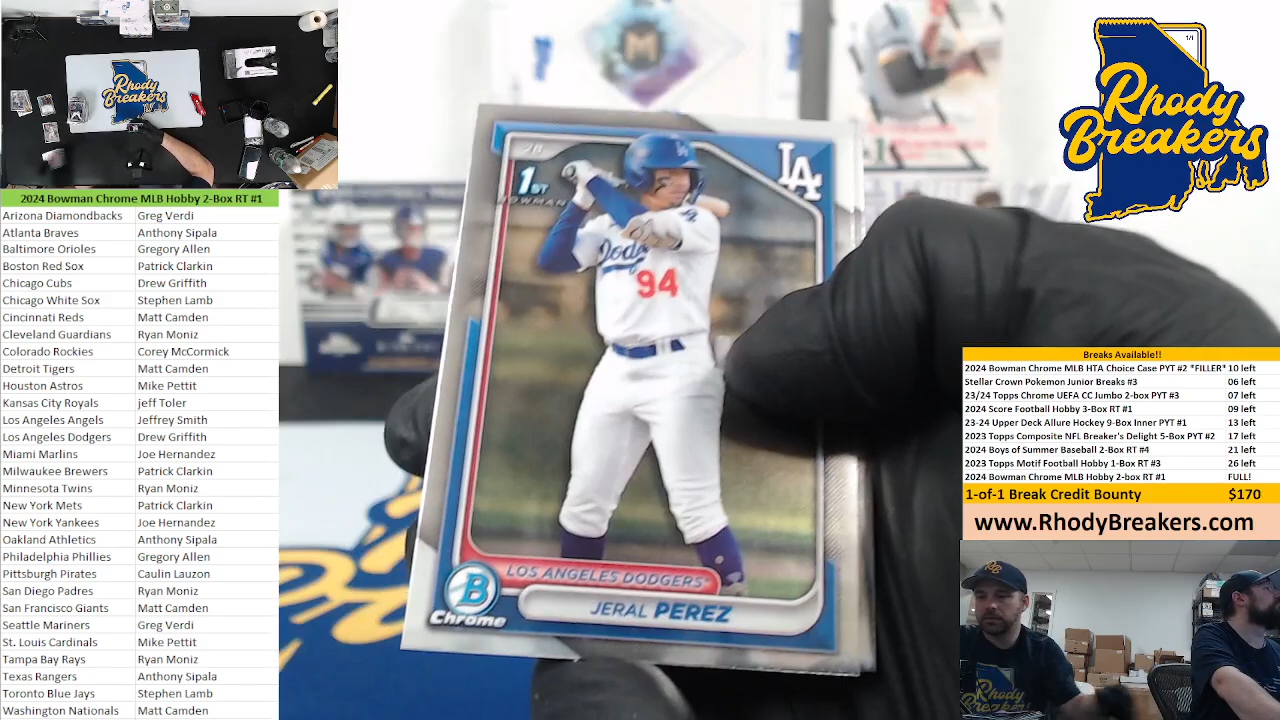 Rhody
Breakers
2024 Bowman Chrome MLB Hobby 2-Box RT #1
Arizona Diamondbacks Greg Verdi
Atlanta Braves Anthony Sipala
Baltimore Orioles Gregory Allen
Boston Red Sox Patrick Clarkin
Chicago Cubs Drew Griffith
Chicago White Sox Stephen Lamb
Cincinnati Reds Matt Camden
Cleveland Guardians Ryan Moniz
Colorado Rockies Corey McCormick
Detroit Tigers Matt Camden
Houston Astros Mike Pettit
Kansas City Royals jeff Toler
Los Angeles Angels Jeffrey Smith
Los Angeles Dodgers Drew Griffith
Miami Marlins Joe Hernandez
Milwaukee Brewers Patrick Clarkin
Minnesota Twins Ryan Moniz
New York Mets Patrick Clarkin
New York Yankees Joe Hernandez
Oakland Athletics Anthony Sipala
Philadelphia Phillies Gregory Allen
Pittsburgh Pirates Caulin Lauzon
San Diego Padres Ryan Moniz
San Francisco Giants Matt Camden
Seattle Mariners Greg Verdi
St. Louis Cardinals Mike Pettit
Tampa Bay Rays Ryan Moniz
Texas Rangers Anthony Sipala
Toronto Blue Jays Stephen Lamb
Washington Nationals Matt Camden
2B
1ST
BOWMAN
LA
94
LOS ANGELES DODGERS
JERAL PEREZ
B
Chrome
1/1
Rhody
Breakers
Breaks Available!!
2024 Bowman Chrome MLB HTA Choice Case PYT #2 *FILLER* 10 left
Stellar Crown Pokemon Junior Breaks #3 06 left
23/24 Topps Chrome UEFA CC Jumbo 2-box PYT #3 07 left
2024 Score Football Hobby 3-Box RT #1 09 left
23-24 Upper Deck Allure Hockey 9-Box Inner PYT #1 13 left
2023 Topps Composite NFL Breaker's Delight 5-Box PYT #2 17 left
2024 Boys of Summer Baseball 2-Box RT #4 21 left
2023 Topps Motif Football Hobby 1-Box RT #3 26 left
2024 Bowman Chrome MLB Hobby 2-box RT #1 FULL!
1-of-1 Break Credit Bounty $170
www.RhodyBreakers.com
RB
Rhody
Breakers